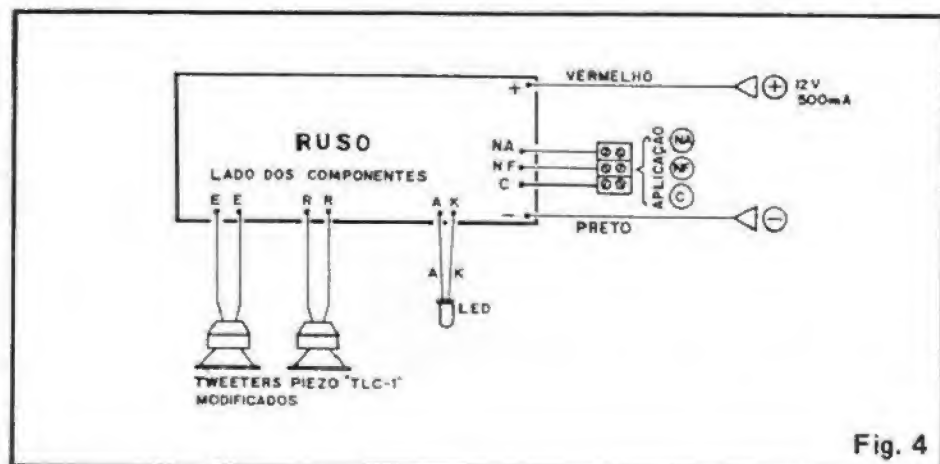 + VERMELHO + 12V
500mA
RUSO
NA
NF
C
APLICAÇÃO
NA
NF
C
LADO DOS COMPONENTES
E E R R A K
- PRETO -
A K
LED
TWEETERS PIEZO "TLC-1"
MODIFICADOS
Fig. 4